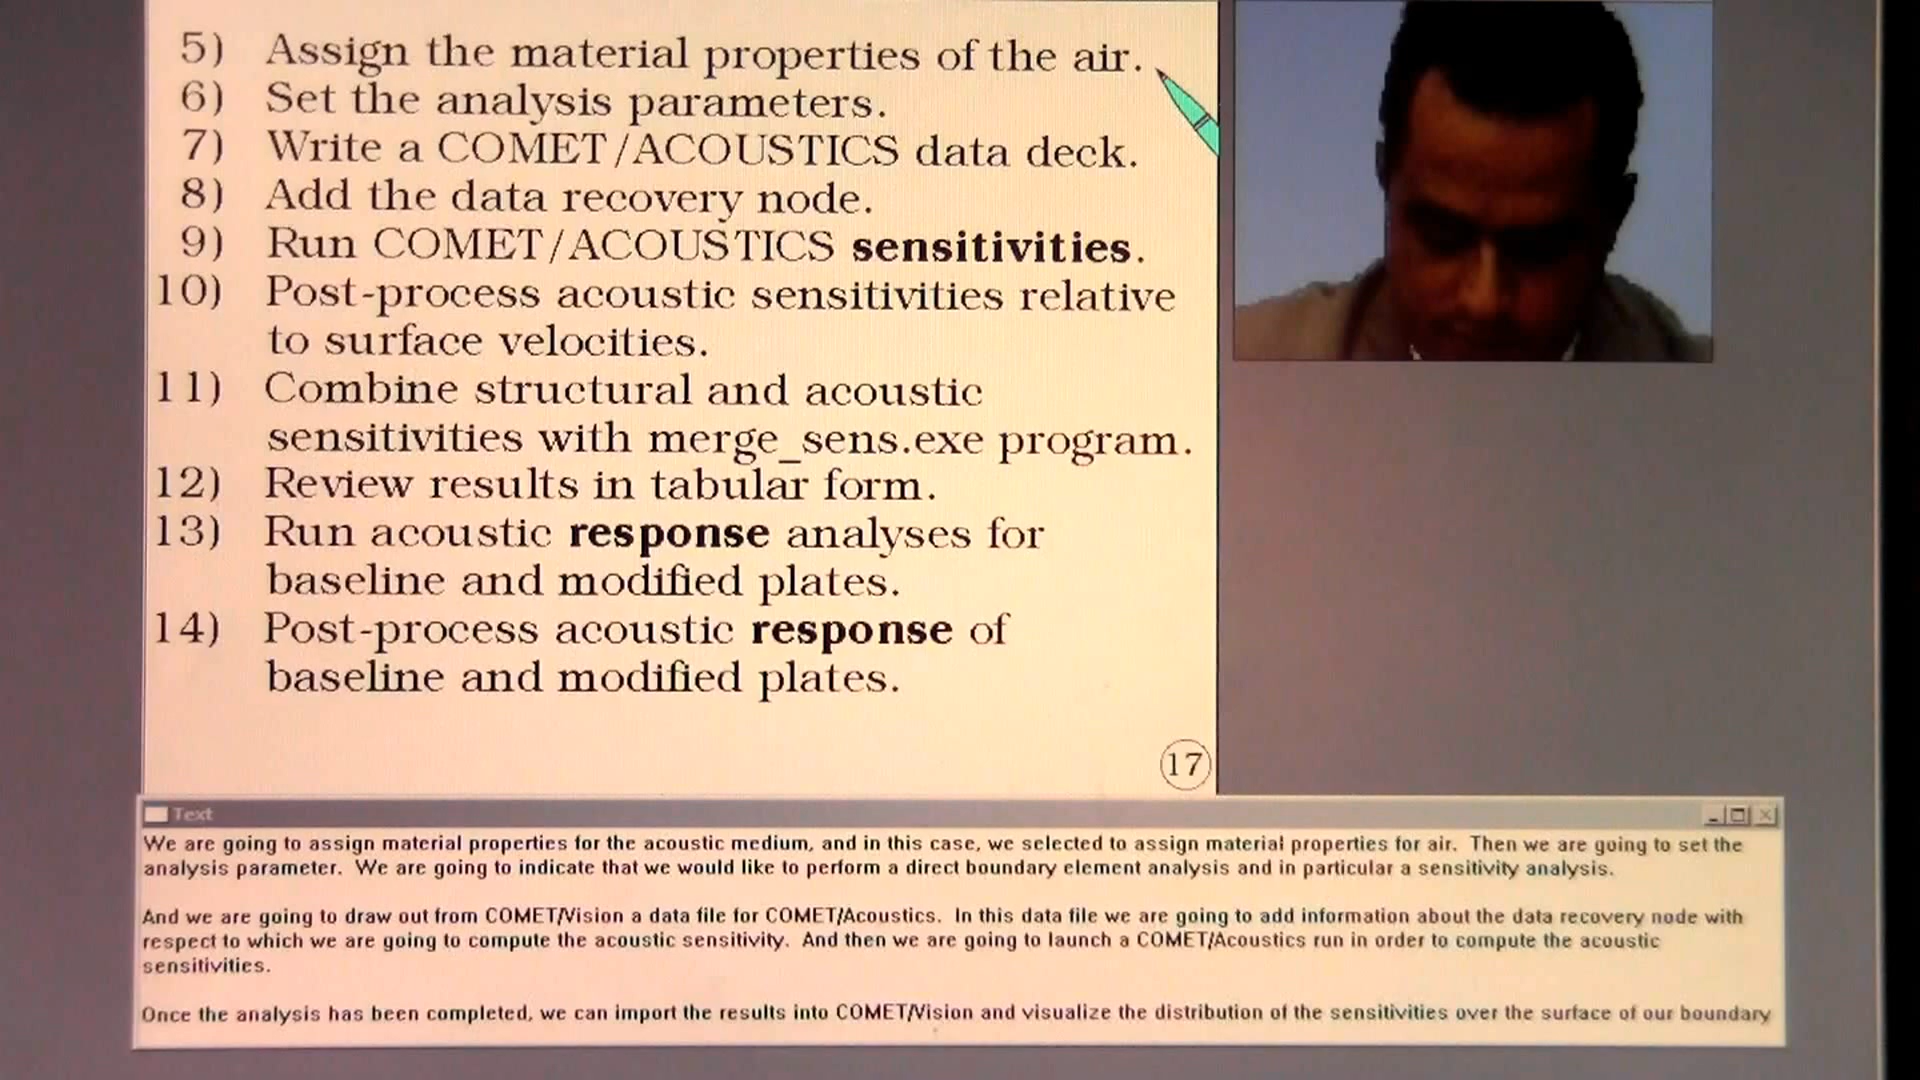 5) Assign the material properties of the air.
6) Set the analysis parameters.
7) Write a COMET/ACOUSTICS data deck.
8) Add the data recovery node.
9) Run COMET/ACOUSTICS sensitivities.
10) Post-process acoustic sensitivities relative
to surface velocities.
11) Combine structural and acoustic
sensitivities with merge_sens.exe program.
12) Review results in tabular form.
13) Run acoustic response analyses for
baseline and modified plates.
14) Post-process acoustic response of
baseline and modified plates.
17
Text
We are going to assign material properties for the acoustic medium, and in this case, we selected to assign material properties for air. Then we are going to set the
analysis parameter. We are going to indicate that we would like to perform a direct boundary element analysis and in particular a sensitivity analysis.
And we are going to draw out from COMET/Vision a data file for COMET/Acoustics. In this data file we are going to add information about the data recovery node with
respect to which we are going to compute the acoustic sensitivity. And then we are going to launch a COMET/Acoustics run in order to compute the acoustic
sensitivities.
Once the analysis has been completed, we can import the results into COMET/Vision and visualize the distribution of the sensitivities over the surface of our boundary